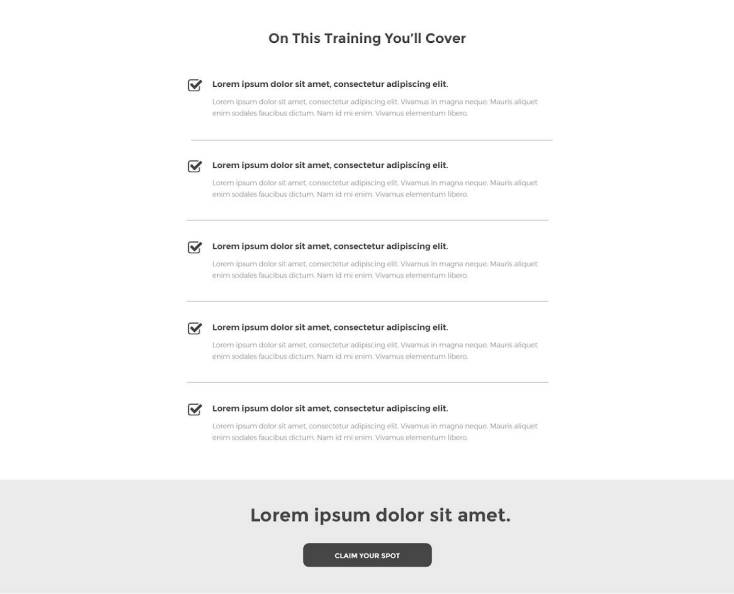 On This Training You'll Cover
Lorem ipsum dolor sit amet, consectetur adipiscing elit.
Lorem ipsum dolor sit amet, consectetur adipiscing elit. Vivamus in magna neque. Mauris aliquet
enim sodales faucibus dictum. Nam id mi enim. Vivamus elementum libero.
Lorem ipsum dolor sit amet, consectetur adipiscing elit.
Lorem ipsum dolor sit amet, consectetur adipiscing elit. Vivamus in magna neque. Mauris aliquet
enim sodales faucibus dictum. Nam id mi enim. Vivamus elementum libero.
Lorem ipsum dolor sit amet, consectetur adipiscing elit.
Lorem ipsum dolor sit amet, consectetur adipiscing elit. Vivamus in magna neque. Mauris aliquet
enim sodales faucibus dictum. Nam id mi enim. Vivamus elementum libero.
Lorem ipsum dolor sit amet, consectetur adipiscing elit.
Lorem ipsum dolor sit amet, consectetur adipiscing elit. Vivamus in magna neque. Mauris aliquet
enim sodales faucibus dictum. Nam id mi enim. Vivamus elementum libero.
Lorem ipsum dolor sit amet, consectetur adipiscing elit.
Lorem ipsum dolor sit amet, consectetur adipiscing elit. Vivamus in magna neque. Mauris aliquet
enim sodales faucibus dictum. Nam id mi enim. Vivamus elementum libero.
Lorem ipsum dolor sit amet.
CLAIM YOUR SPOT